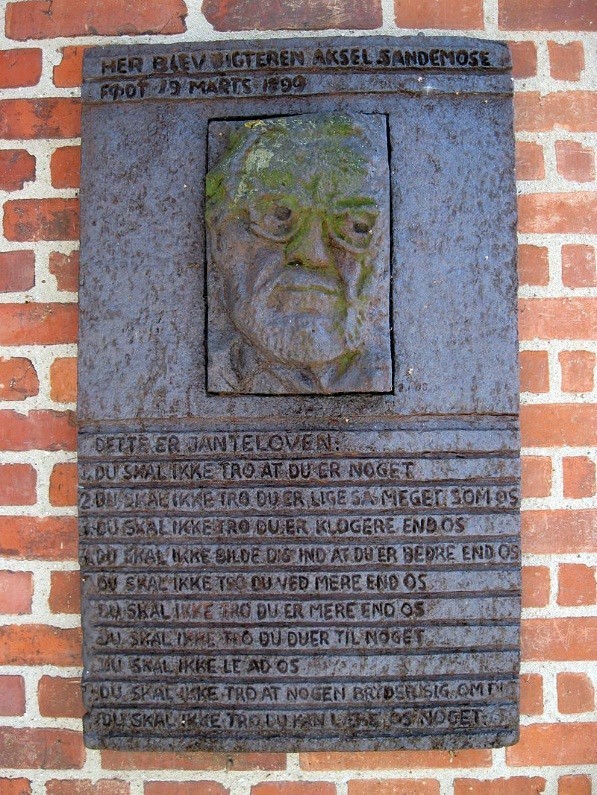 HER BLEV DIGTEREN AKSEL SANDEMOSE
FØDT 19 MARTS 1899
DETTE ER JANTELOVEN:
1. DU SKAL IKKE TRO AT DU ER NOGET
2. DU SKAL IKKE TRO DU ER LIGE SÅ MEGET SOM OS
3. DU SKAL IKKE TRO DU ER KLOGERE END OS
4. DU SKAL IKKE BILDE DIG IND AT DU ER BEDRE END OS
DU SKAL IKKE TRO DU VED MERE END OS
DU SKAL IKKE TRO DU ER MERE END OS
DU SKAL IKKE TRO DU DUER TIL NOGET
DU SKAL IKKE LE AD OS
DU SKAL IKKE TRO AT NOGEN BRYDER SIG OM
DU SKAL IKKE TRO DU KAN LÆRE OS NOGET